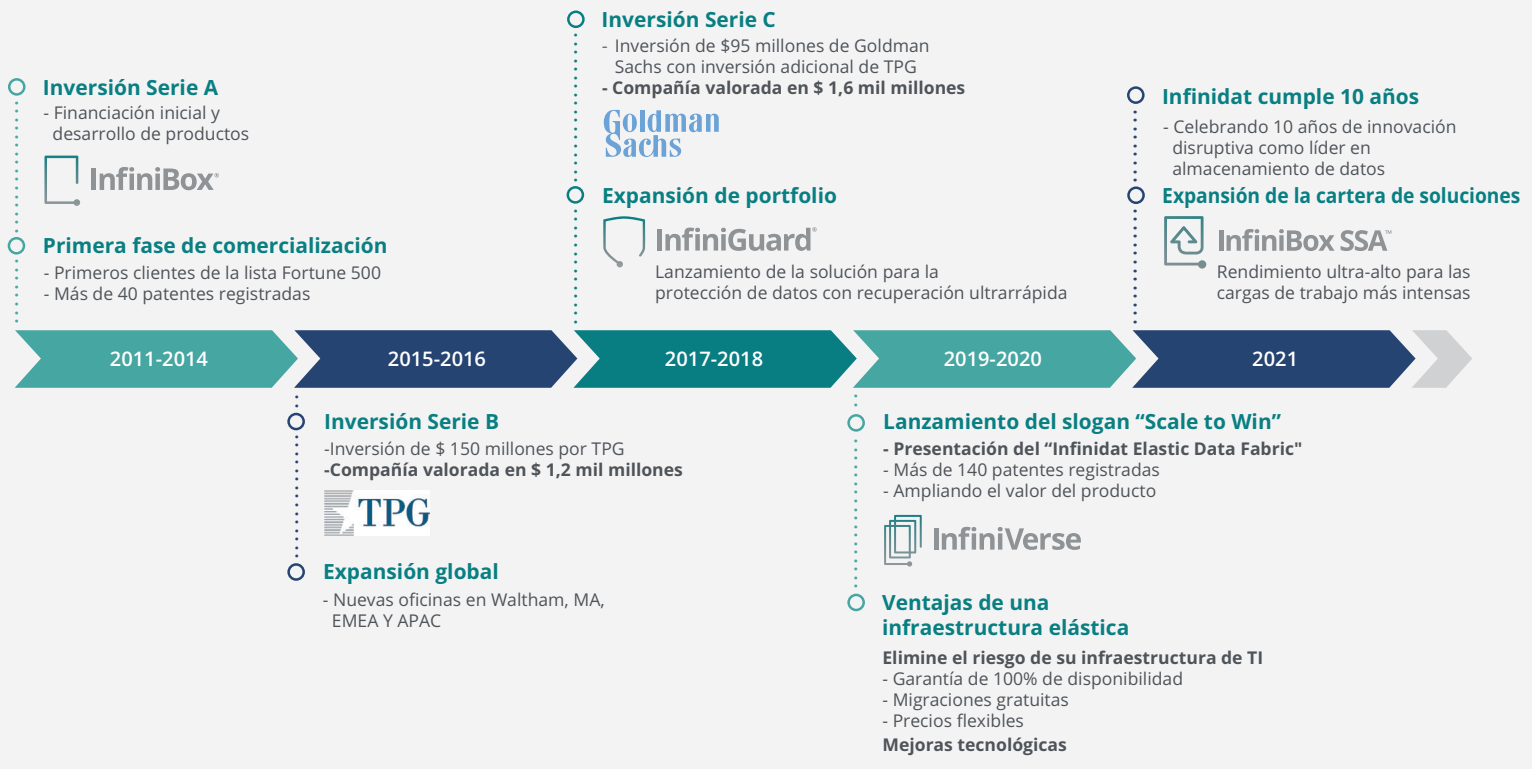 Inversión Serie A
- Financiación inicial y
desarrollo de productos
InfiniBox®
Primera fase de comercialización
- Primeros clientes de la lista Fortune 500
- Más de 40 patentes registradas
Inversión Serie C
- Inversión de $95 millones de Goldman
Sachs con inversión adicional de TPG
- Compañía valorada en $ 1,6 mil millones
Goldman
Sachs
Expansión de portfolio
InfiniGuard®
Lanzamiento de la solución para la
protección de datos con recuperación ultrarrápida
Infinidat cumple 10 años
- Celebrando 10 años de innovación
disruptiva como líder en
almacenamiento de datos
Expansión de la cartera de soluciones
InfiniBox SSA™
Rendimiento ultra-alto para las
cargas de trabajo más intensas
2011-2014
2015-2016
2017-2018
2019-2020
2021
Inversión Serie B
-Inversión de $ 150 millones por TPG
-Compañía valorada en $ 1,2 mil millones
TPG
Expansión global
- Nuevas oficinas en Waltham, MA,
EMEA Y APAC
Lanzamiento del slogan “Scale to Win”
- Presentación del “Infinidat Elastic Data Fabric"
- Más de 140 patentes registradas
- Ampliando el valor del producto
InfiniVerse
Ventajas de una
infraestructura elástica
Elimine el riesgo de su infraestructura de TI
- Garantía de 100% de disponibilidad
- Migraciones gratuitas
- Precios flexibles
Mejoras tecnológicas